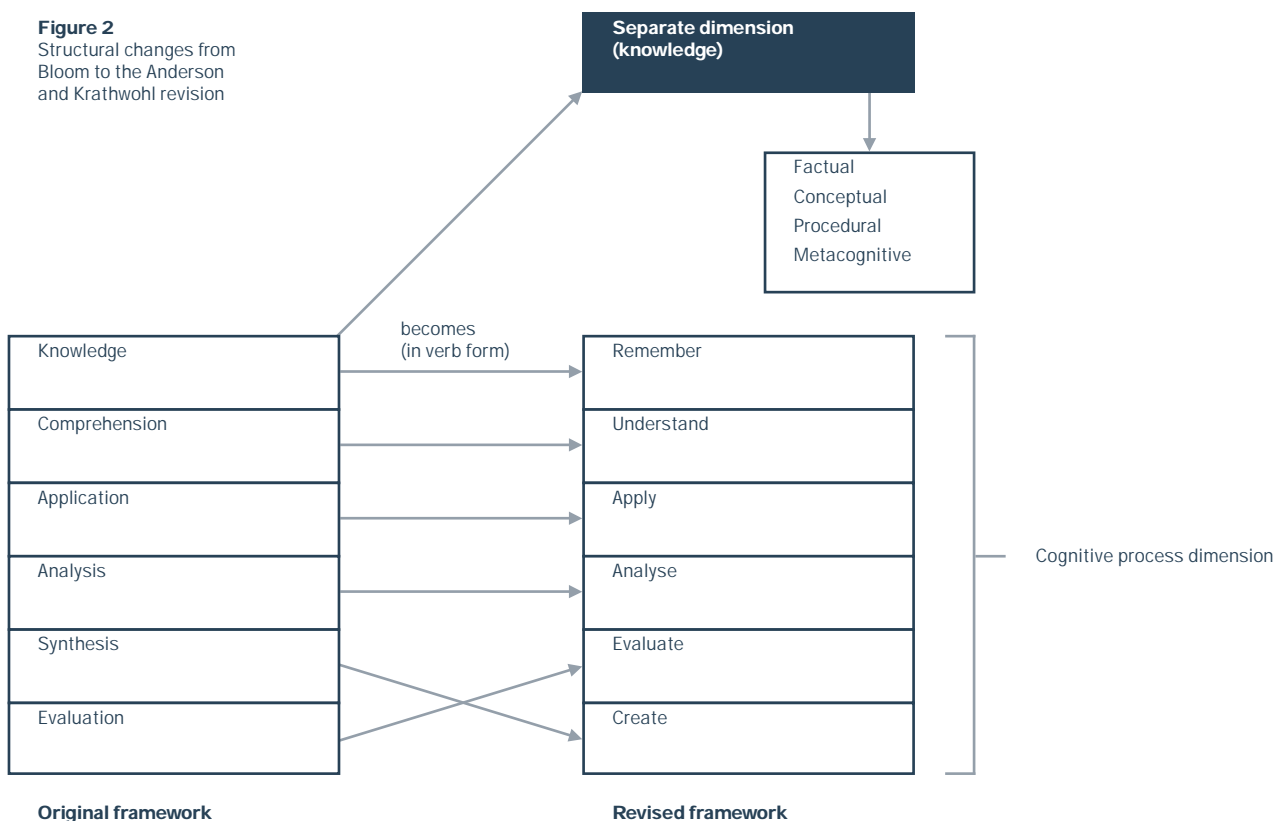 Figure 2
Structural changes from
Bloom to the Anderson
and Krathwohl revision
Separate dimension
(knowledge)
Factual
Conceptual
Procedural
Metacognitive
becomes
(in verb form)
Knowledge
Remember
Comprehension
Understand
Application
Apply
Analysis
Analyse
Synthesis
Evaluate
Evaluation
Create
Cognitive process dimension
Original framework
Revised framework